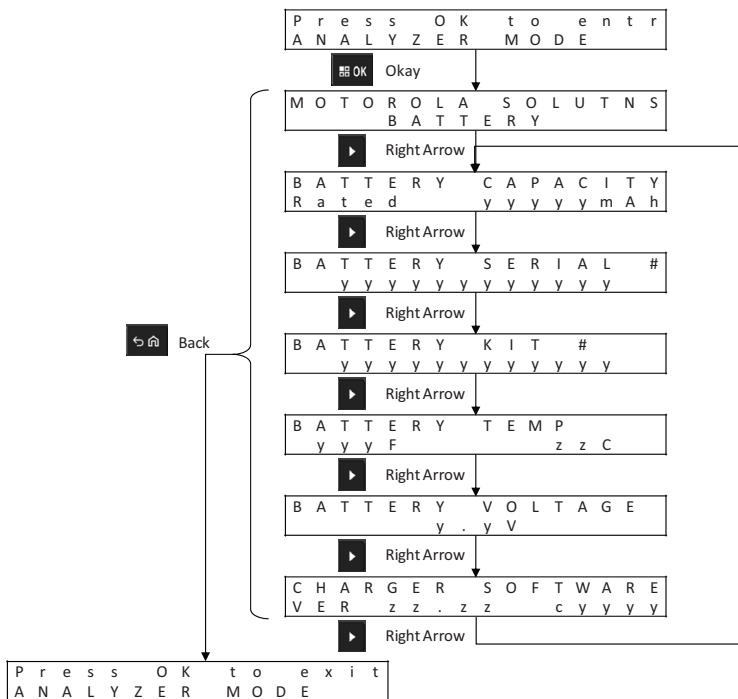 Press OK to entr
ANALYZER MODE
OK Okay
MOTOROLA SOLUTNS
BATTERY
Right Arrow
BATTERY CAPACITY
Rated yyyyymAh
Right Arrow
BATTERY SERIAL #
yyyyyyyyyyyy
Right Arrow
Back
BATTERY KIT #
yyyyyyyyyyyy
Right Arrow
BATTERY TEMP
yyyF zzC
Right Arrow
BATTERY VOLTAGE
y.yV
Right Arrow
CHARGER SOFTWARE
VER zz.zz cyyyy
Right Arrow
Press OK to exit
ANALYZER MODE